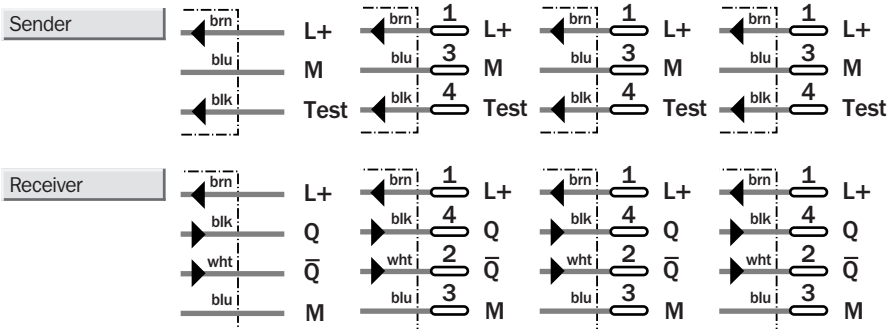 Sender
brn L+ brn 1 L+ brn 1 L+ brn 1 L+
blu M blu 3 M blu 3 M blu 3 M
blk Test blk 4 Test blk 4 Test blk 4 Test
Receiver
brn L+ brn 1 L+ brn 1 L+ brn 1 L+
blk Q blk 4 Q blk 4 Q blk 4 Q
wht Q̅ wht 2 Q̅ wht 2 Q̅ wht 2 Q̅
blu M blu 3 M blu 3 M blu 3 M